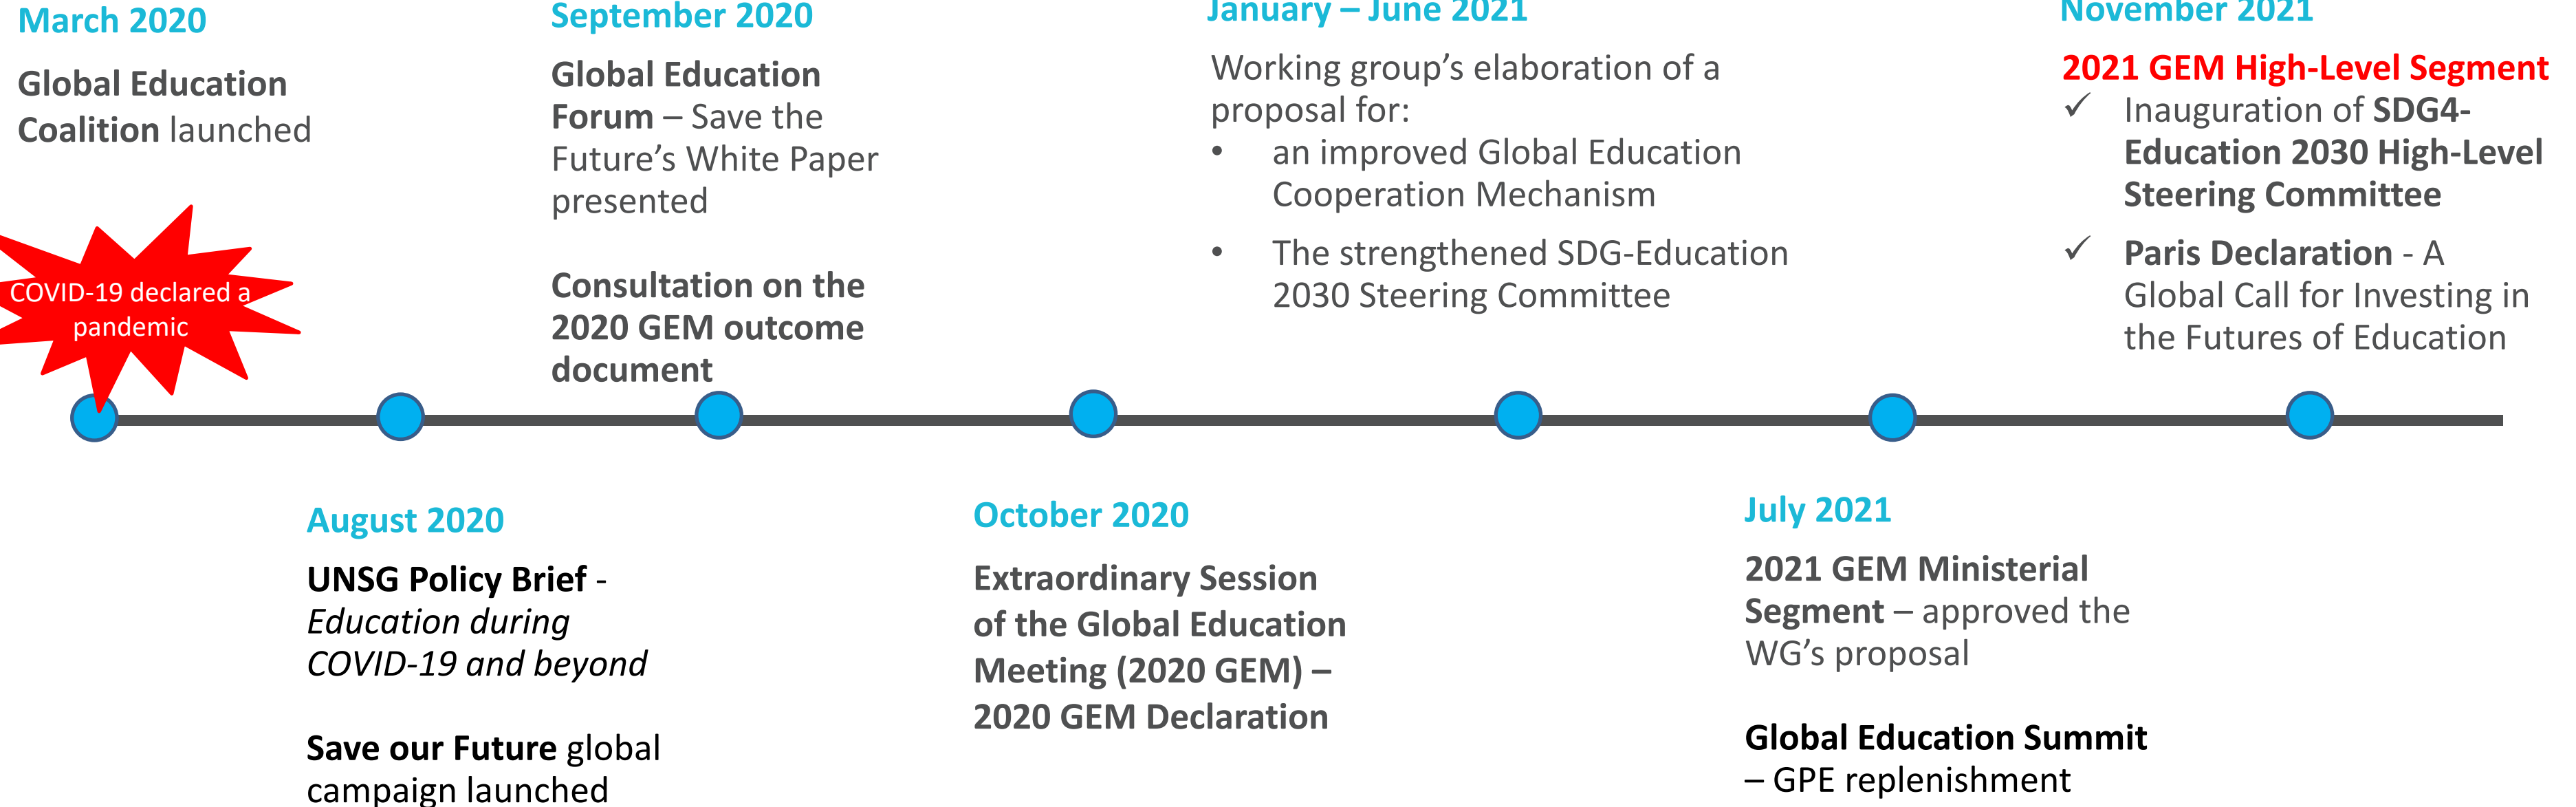 March 2020
Global Education
Coalition launched
COVID-19 declared a
pandemic
August 2020
UNSG Policy Brief -
Education during
COVID-19 and beyond
Save our Future global
campaign launched
September 2020
Global Education
Forum – Save the
Future’s White Paper
presented
Consultation on the
2020 GEM outcome
document
October 2020
Extraordinary Session
of the Global Education
Meeting (2020 GEM) –
2020 GEM Declaration
January – June 2021
Working group’s elaboration of a
proposal for:
• an improved Global Education
Cooperation Mechanism
• The strengthened SDG-Education
2030 Steering Committee
July 2021
2021 GEM Ministerial
Segment – approved the
WG’s proposal
Global Education Summit
– GPE replenishment
November 2021
2021 GEM High-Level Segment
✓ Inauguration of SDG4-
Education 2030 High-Level
Steering Committee
✓ Paris Declaration - A
Global Call for Investing in
the Futures of Education